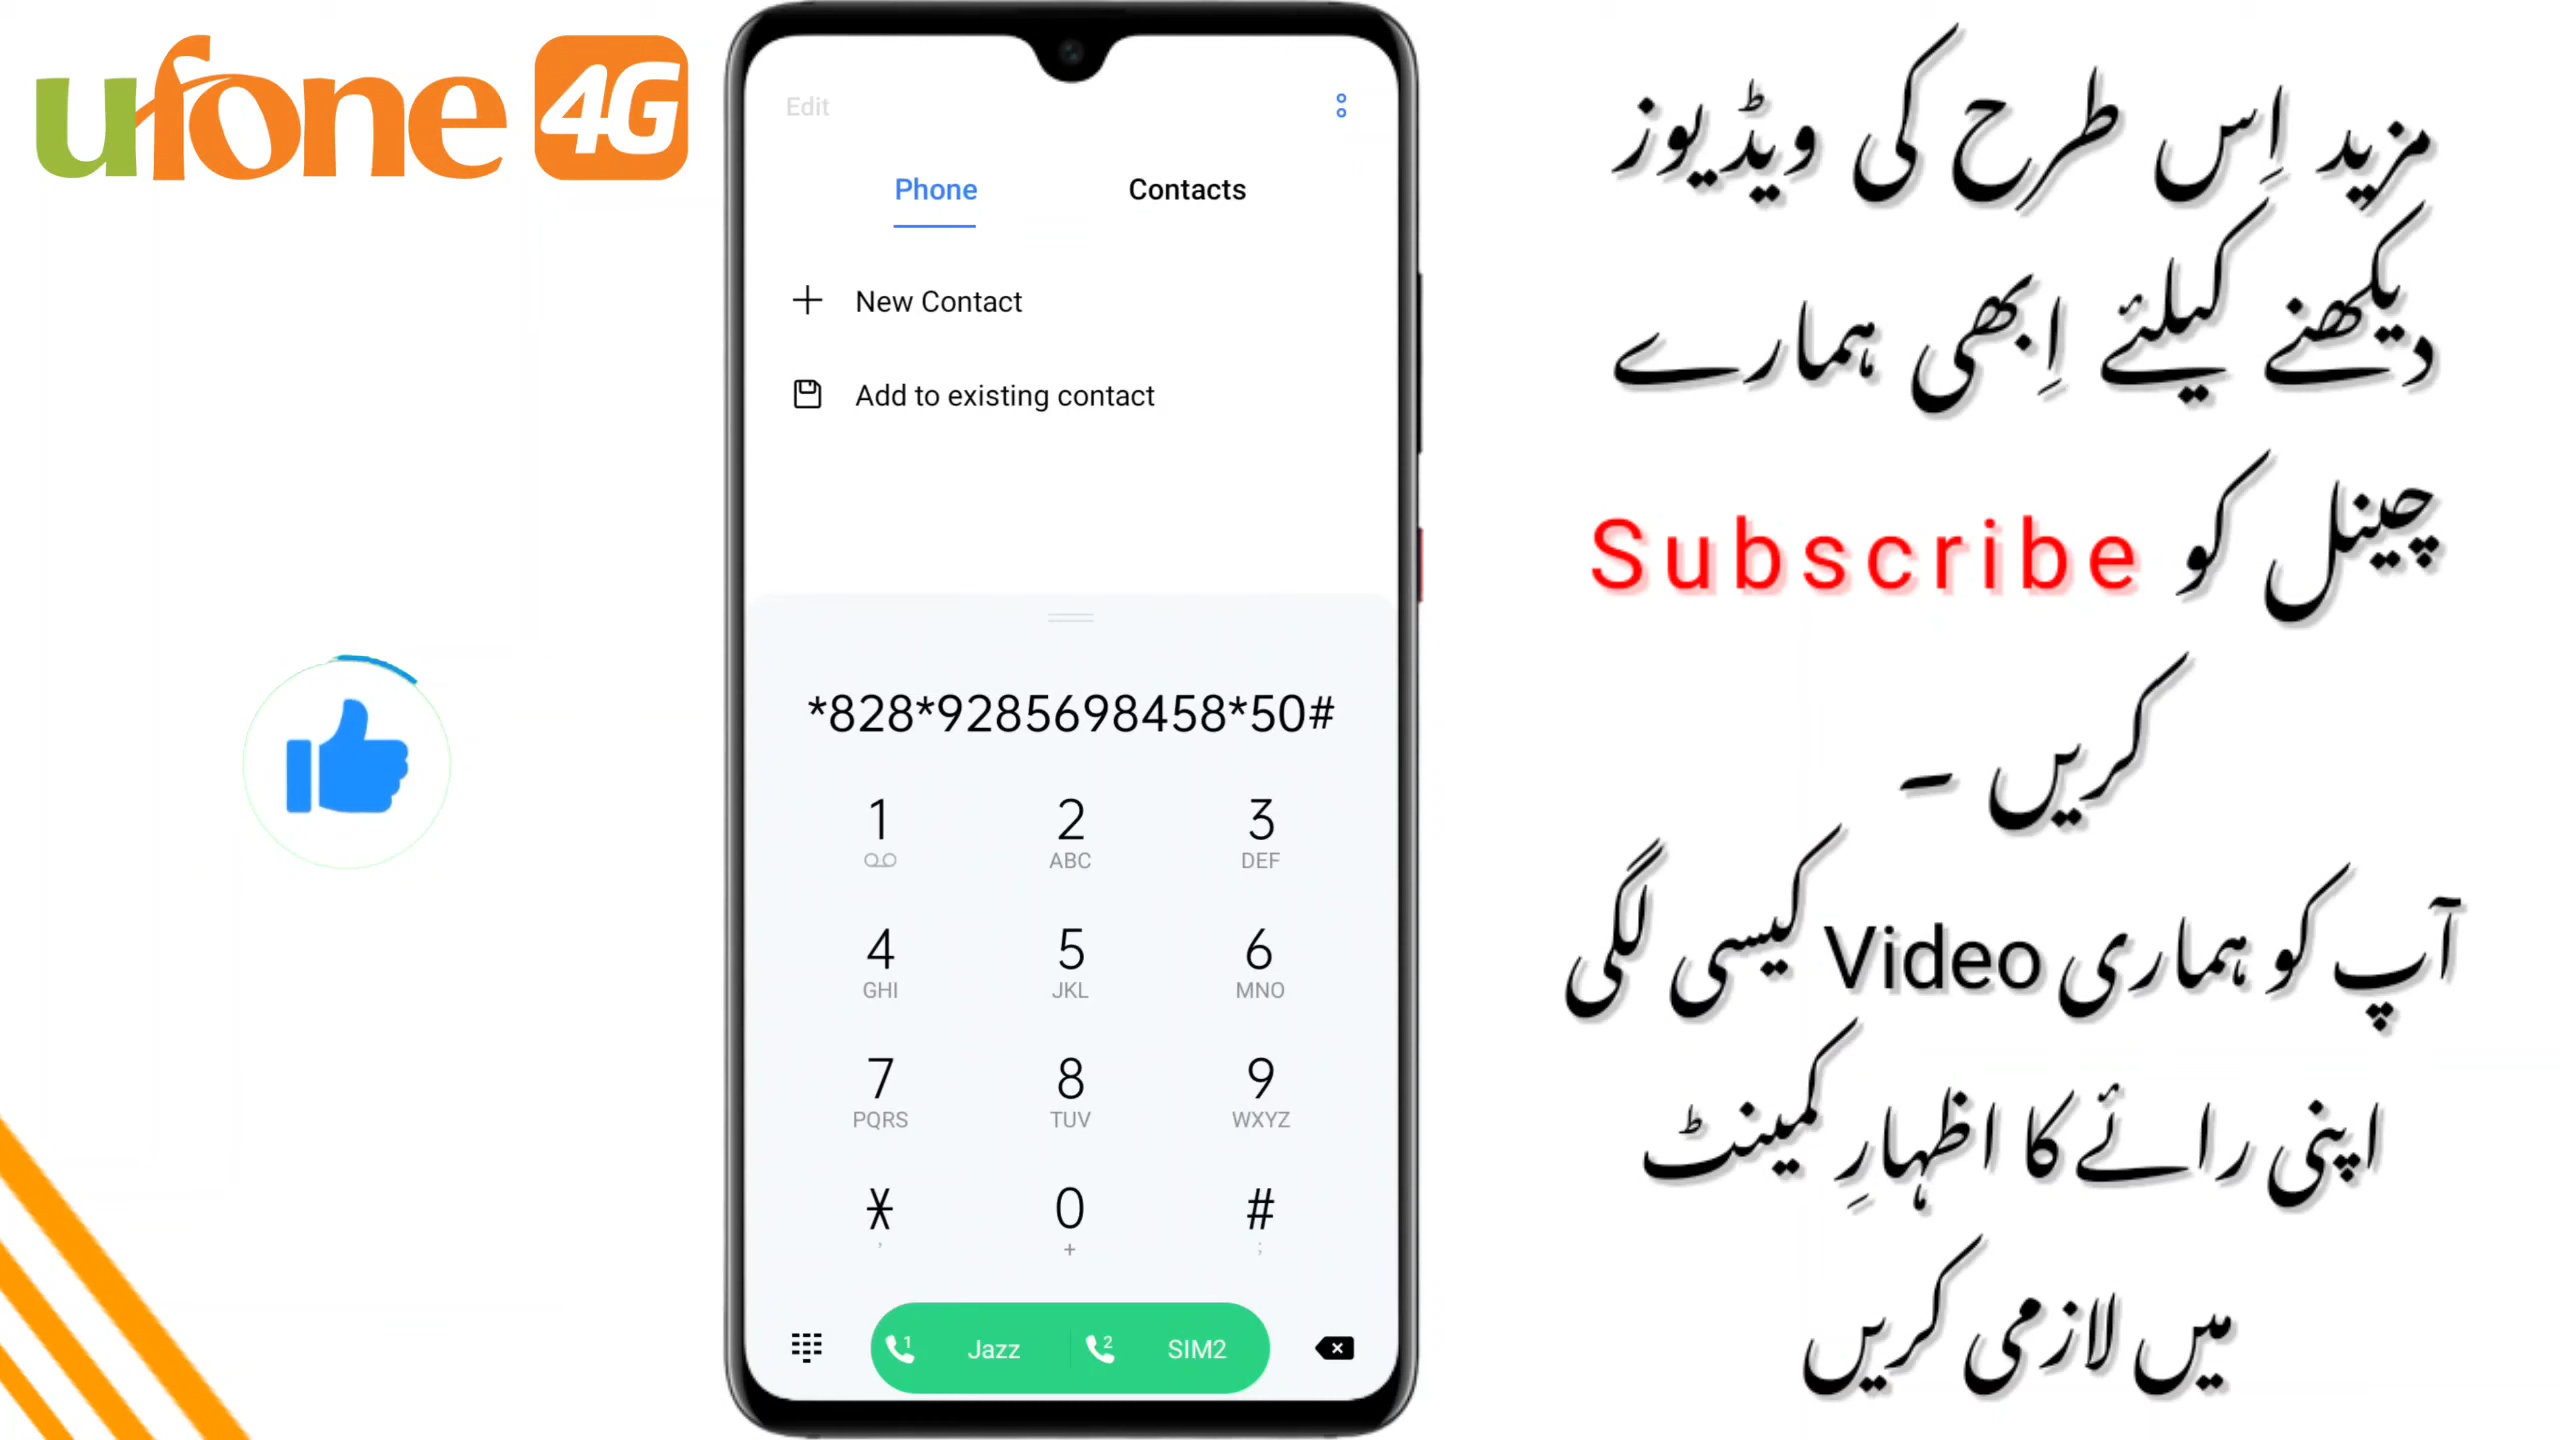 ufone 4G
Edit
Phone
Contacts
New Contact
Add to existing contact
*828*9285698458*50#
1
2
ABC
3
DEF
4
GHI
5
JKL
6
MNO
7
PQRS
8
TUV
9
WXYZ
*
,
0
+
#
;
1 Jazz
2 SIM2
مزید اِس طرح کی ویڈیوز
دیکھنے کیلئے اِبھی ہمارے
چینل کو Subscribe
کریں ۔
آپ کو ہماری Video کیسی لگی
اپنی رائے کا اظہارِ کمینٹ
میں لازمی کریں